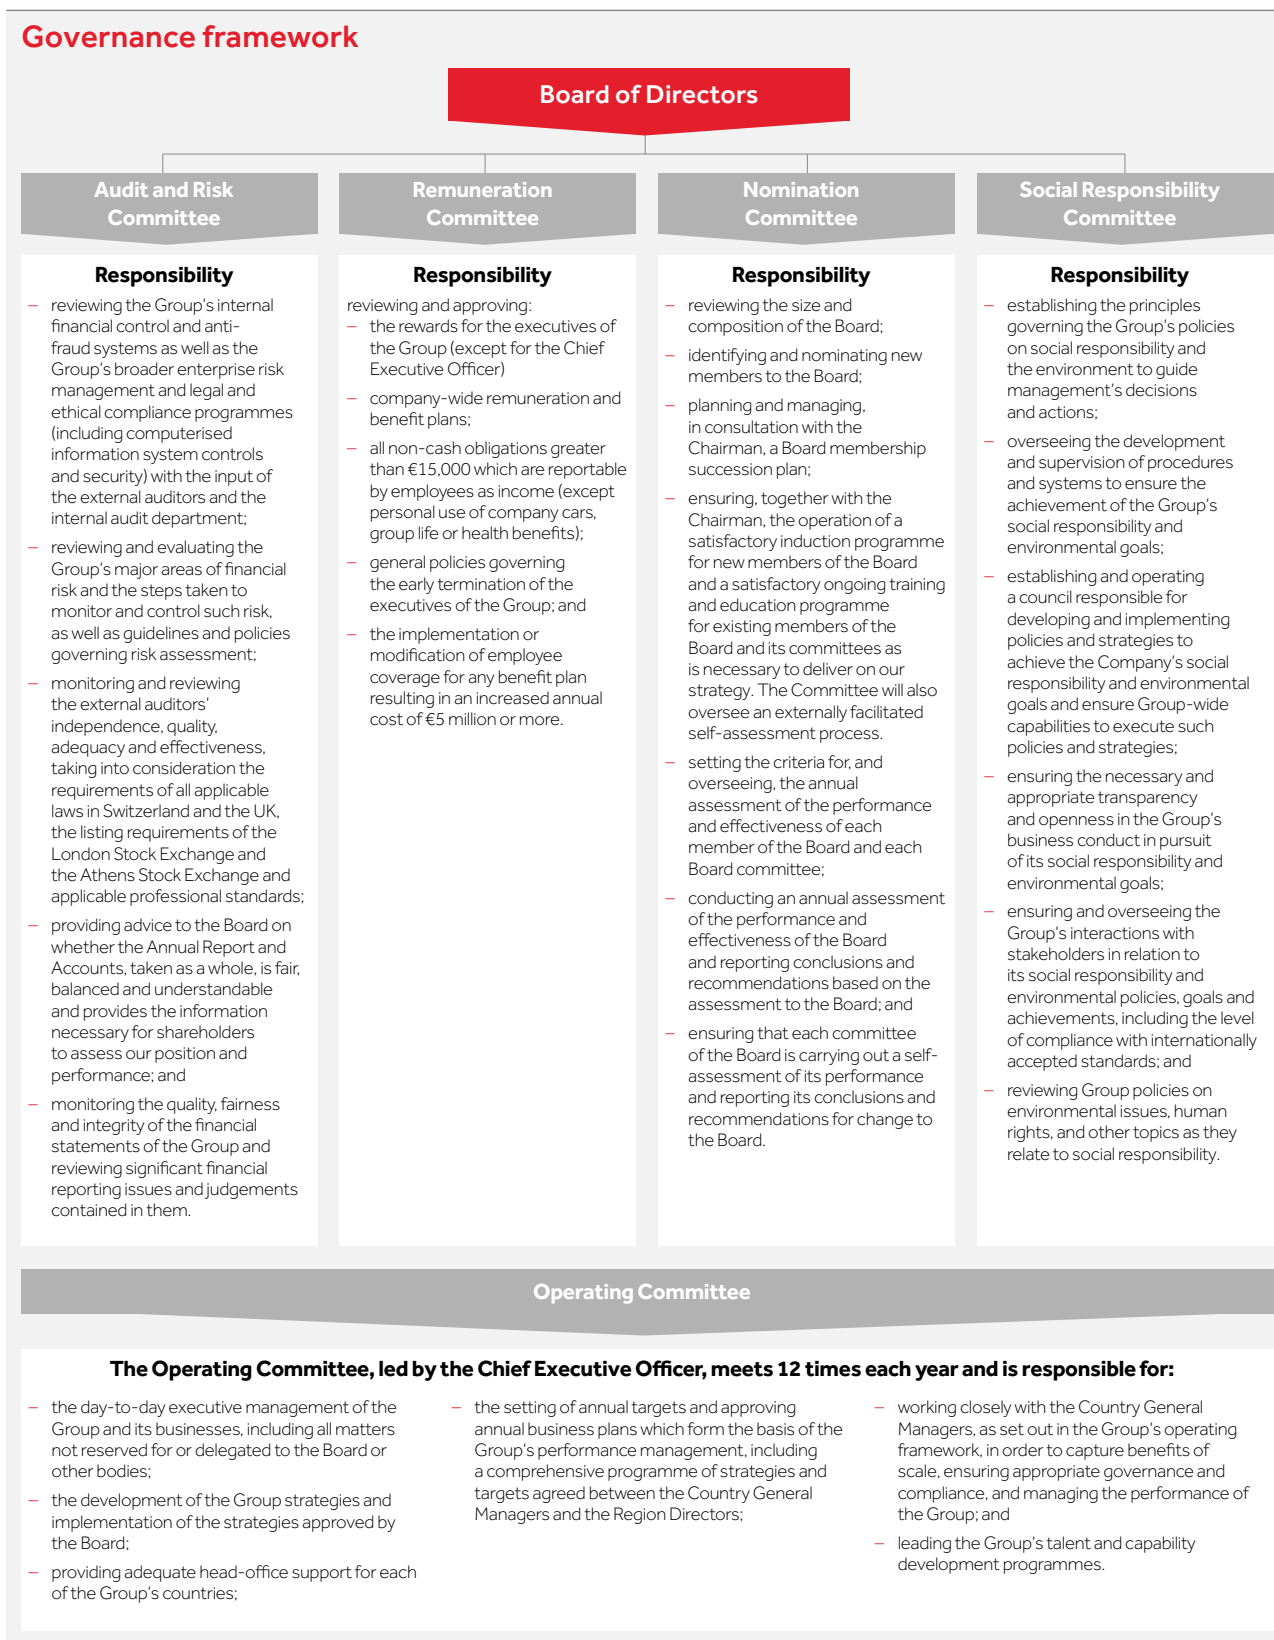 Governance framework
Board of Directors
Audit and Risk
Committee
Responsibility
– reviewing the Group's internal
financial control and anti-
fraud systems as well as the
Group's broader enterprise risk
management and legal and
ethical compliance programmes
(including computerised
information system controls
and security) with the input of
the external auditors and the
internal audit department;
– reviewing and evaluating the
Group's major areas of financial
risk and the steps taken to
monitor and control such risk,
as well as guidelines and policies
governing risk assessment;
– monitoring and reviewing
the external auditors'
independence, quality,
adequacy and effectiveness,
taking into consideration the
requirements of all applicable
laws in Switzerland and the UK,
the listing requirements of the
London Stock Exchange and
the Athens Stock Exchange and
applicable professional standards;
– providing advice to the Board on
whether the Annual Report and
Accounts, taken as a whole, is fair,
balanced and understandable
and provides the information
necessary for shareholders
to assess our position and
performance; and
– monitoring the quality, fairness
and integrity of the financial
statements of the Group and
reviewing significant financial
reporting issues and judgements
contained in them.
Remuneration
Committee
Responsibility
reviewing and approving:
– the rewards for the executives of
the Group (except for the Chief
Executive Officer)
– company-wide remuneration and
benefit plans;
– all non-cash obligations greater
than €15,000 which are reportable
by employees as income (except
personal use of company cars,
group life or health benefits);
– general policies governing
the early termination of the
executives of the Group; and
– the implementation or
modification of employee
coverage for any benefit plan
resulting in an increased annual
cost of €5 million or more.
Nomination
Committee
Responsibility
– reviewing the size and
composition of the Board;
– identifying and nominating new
members to the Board;
– planning and managing,
in consultation with the
Chairman, a Board membership
succession plan;
– ensuring, together with the
Chairman, the operation of a
satisfactory induction programme
for new members of the Board
and a satisfactory ongoing training
and education programme
for existing members of the
Board and its committees as
is necessary to deliver on our
strategy. The Committee will also
oversee an externally facilitated
self-assessment process.
– setting the criteria for, and
overseeing, the annual
assessment of the performance
and effectiveness of each
member of the Board and each
Board committee;
– conducting an annual assessment
of the performance and
effectiveness of the Board
and reporting conclusions and
recommendations based on the
assessment to the Board; and
– ensuring that each committee
of the Board is carrying out a self-
assessment of its performance
and reporting its conclusions and
recommendations for change to
the Board.
Social Responsibility
Committee
Responsibility
– establishing the principles
governing the Group's policies
on social responsibility and
the environment to guide
management's decisions
and actions;
– overseeing the development
and supervision of procedures
and systems to ensure the
achievement of the Group's
social responsibility and
environmental goals;
– establishing and operating
a council responsible for
developing and implementing
policies and strategies to
achieve the Company's social
responsibility and environmental
goals and ensure Group-wide
capabilities to execute such
policies and strategies;
– ensuring the necessary and
appropriate transparency
and openness in the Group's
business conduct in pursuit
of its social responsibility and
environmental goals;
– ensuring and overseeing the
Group's interactions with
stakeholders in relation to
its social responsibility and
environmental policies, goals and
achievements, including the level
of compliance with internationally
accepted standards; and
– reviewing Group policies on
environmental issues, human
rights, and other topics as they
relate to social responsibility.
Operating Committee
The Operating Committee, led by the Chief Executive Officer, meets 12 times each year and is responsible for:
– the day-to-day executive management of the
Group and its businesses, including all matters
not reserved for or delegated to the Board or
other bodies;
– the development of the Group strategies and
implementation of the strategies approved by
the Board;
– providing adequate head-office support for each
of the Group's countries;
– the setting of annual targets and approving
annual business plans which form the basis of the
Group's performance management, including
a comprehensive programme of strategies and
targets agreed between the Country General
Managers and the Region Directors;
– working closely with the Country General
Managers, as set out in the Group's operating
framework, in order to capture benefits of
scale, ensuring appropriate governance and
compliance, and managing the performance of
the Group; and
– leading the Group's talent and capability
development programmes.